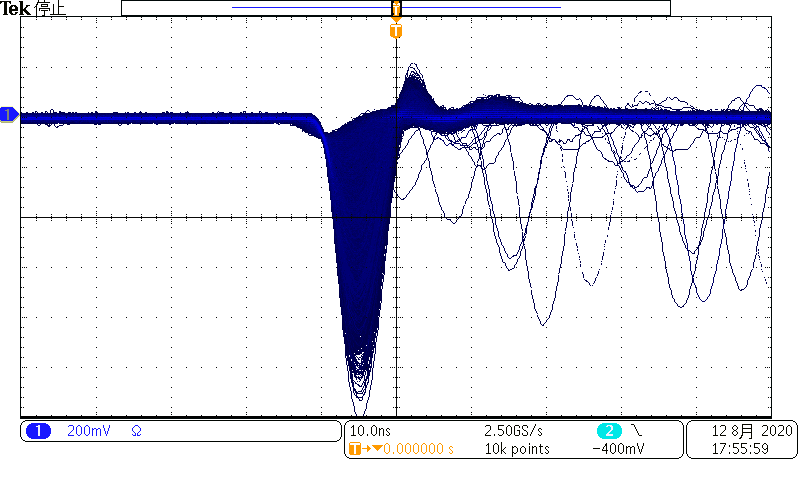 Tek 停止
T
T
1
1 200mV Ω
10.0ns 2.50GS/s 2 ∖
T→▼0.000000 s 10k points −400mV
12 8月 2020
17:55:59